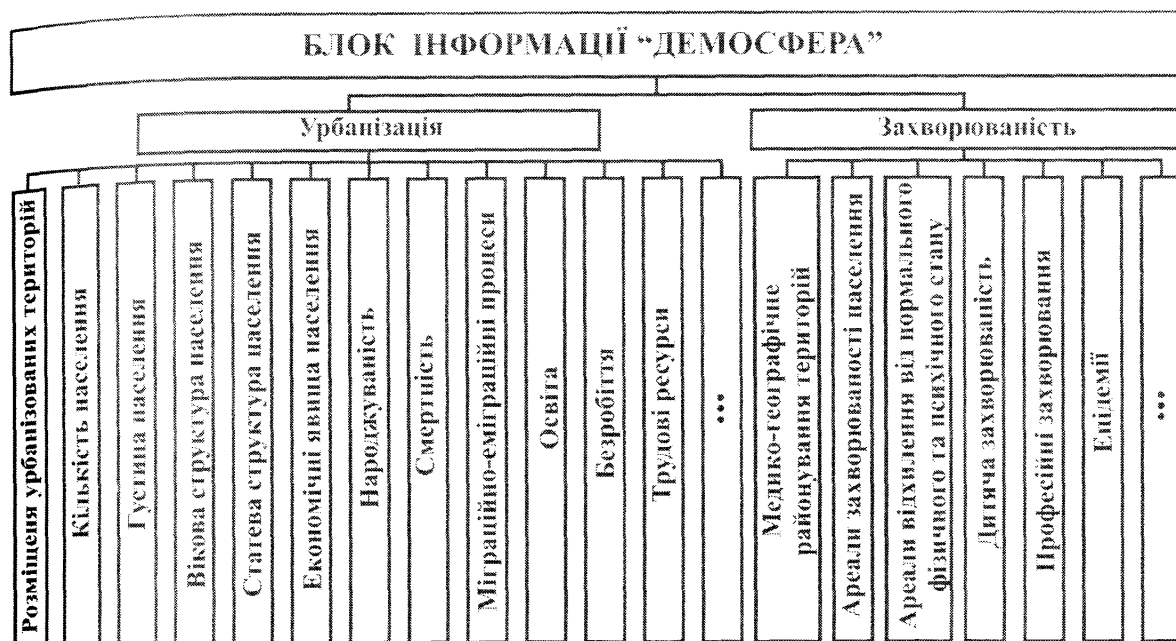 БЛОК ІНФОРМАЦІЇ “ДЕМОСФЕРА”
Урбанізація
Захворюваність
Розміщеня урбанізованих територій
Кількість населення
Густина населення
Вікова структура населення
Статева структура населення
Економічні явища населення
Народжуваність
Смертність
Міграційно-еміграційні процеси
Освіта
Безробіття
Трудові ресурси
...
Медико-географічне
районування територій
Ареали захворюваності населення
Ареали відхилення від нормального
фізичного та психічного стану
Дитяча захворюваність
Професійні захворювання
Епідемії
...